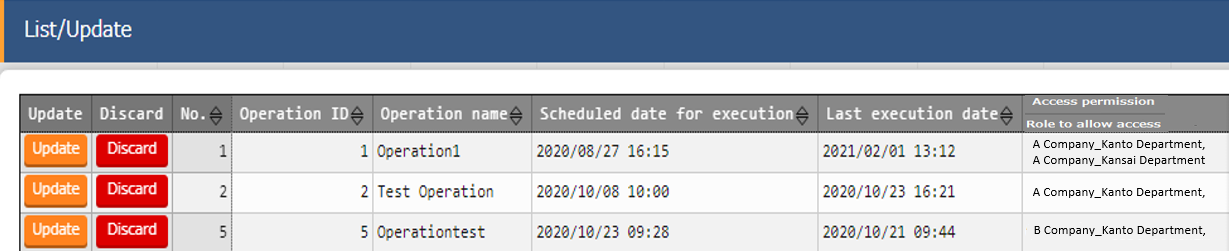 List/Update
Update Discard No. Operation ID Operation name Scheduled date for execution Last execution date Access permission
Role to allow access
Update Discard 1 1 Operation1 2020/08/27 16:15 2021/02/01 13:12 A Company_Kanto Department,
A Company_Kansai Department
Update Discard 2 2 Test Operation 2020/10/08 10:00 2020/10/23 16:21 A Company_Kanto Department,
Update Discard 5 5 Operationtest 2020/10/23 09:28 2020/10/21 09:44 B Company_Kanto Department,